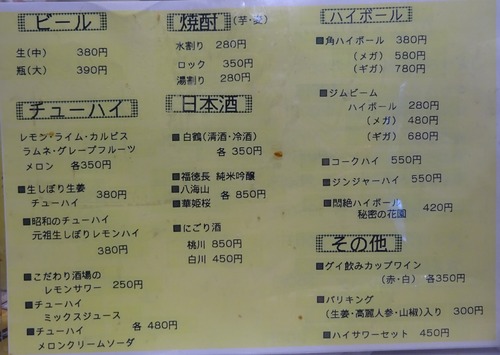 ビール
生(中) 380円
瓶(大) 390円
チューハイ
レモン・ライム・カルピス
ラムネ・グレープフルーツ
メロン 各350円
■生しぼり生姜
チューハイ 380円
■昭和のチューハイ
元祖生しぼりレモンハイ
380円
■こだわり酒場の
レモンサワー 250円
■チューハイ
ミックスジュース
■チューハイ 各480円
メロンクリームソーダ
焼酎 (芋・麦)
水割り 280円
ロック 350円
湯割り 280円
日本酒
■白鶴(清酒・冷酒)
各350円
■福徳長 純米吟醸
■八海山 各850円
■華姫桜
■にごり酒
桃川 850円
白川 450円
ハイボール
■角ハイボール 380円
(メガ) 580円
(ギガ) 780円
■ジムビーム
ハイボール 280円
(メガ) 480円
(ギガ) 680円
■コークハイ 550円
■ジンジャーハイ 550円
■悶絶ハイボール
秘密の花園 420円
その他
■グイ飲みカップワイン
(赤・白) 各350円
■バリキング
(生姜・高麗人参・山椒)入り 300円
■ハイサワーセット 450円